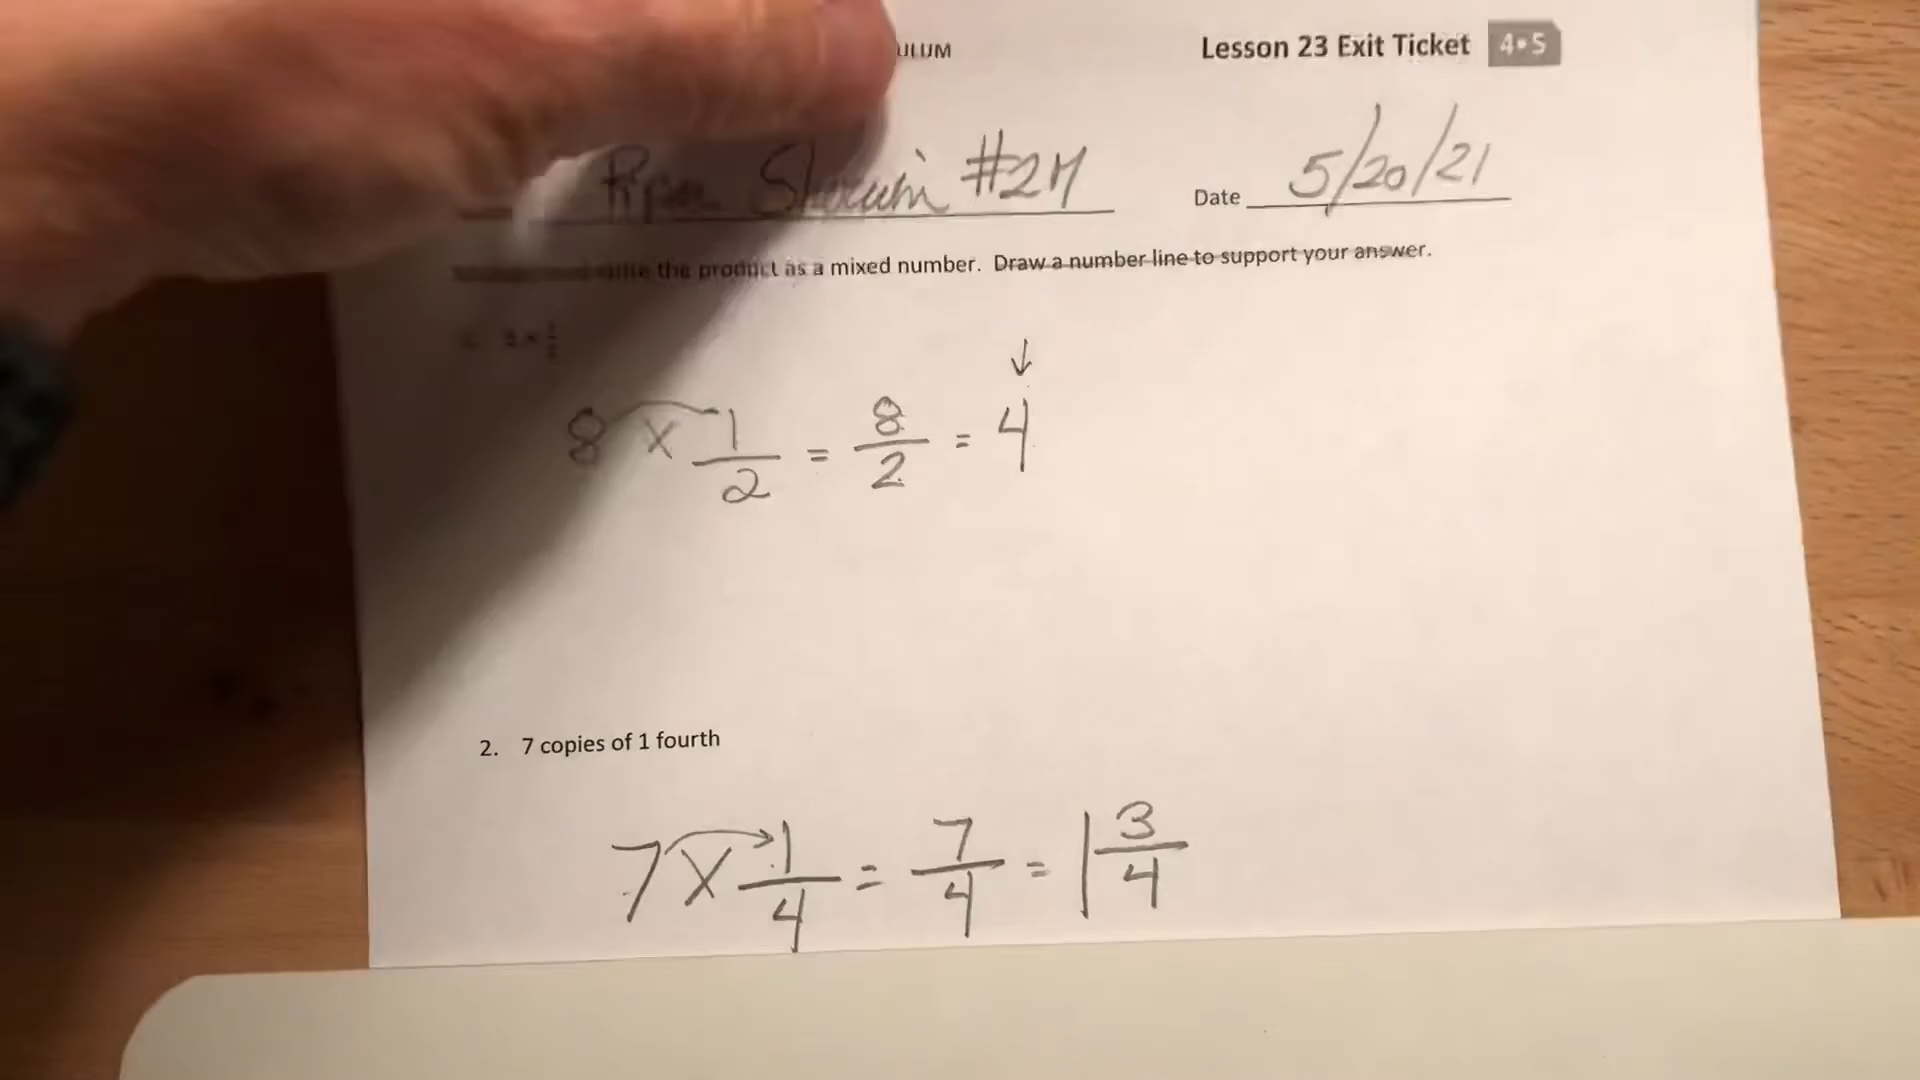 Lesson 23 Exit Ticket 4•5
#24
Date 5/20/21
the product as a mixed number. Draw a number line to support your answer.
↓
8 × 1/2 = 8/2 = 4
2. 7 copies of 1 fourth
7 × 1/4 = 7/4 = 1 3/4